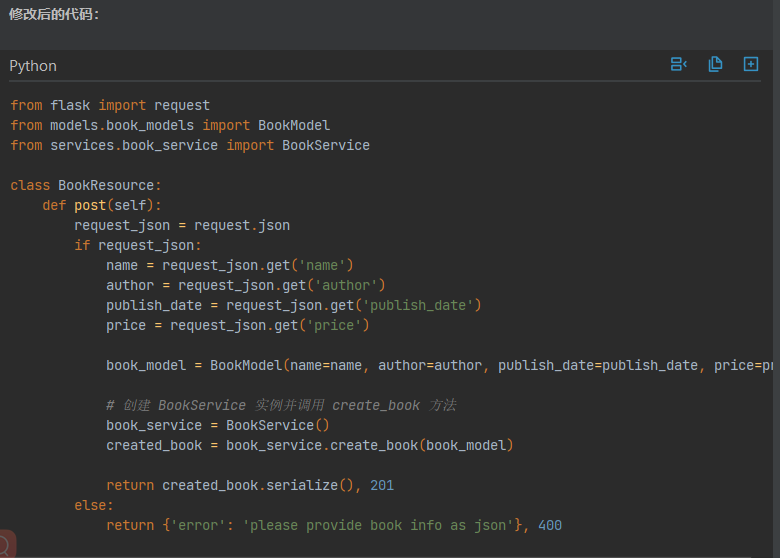 修改后的代码：
Python
from flask import request
from models.book_models import BookModel
from services.book_service import BookService
class BookResource:
    def post(self):
        request_json = request.json
        if request_json:
            name = request_json.get('name')
            author = request_json.get('author')
            publish_date = request_json.get('publish_date')
            price = request_json.get('price')
            book_model = BookModel(name=name, author=author, publish_date=publish_date, price=pr
            # 创建 BookService 实例并调用 create_book 方法
            book_service = BookService()
            created_book = book_service.create_book(book_model)
            return created_book.serialize(), 201
        else:
            return {'error': 'please provide book info as json'}, 400